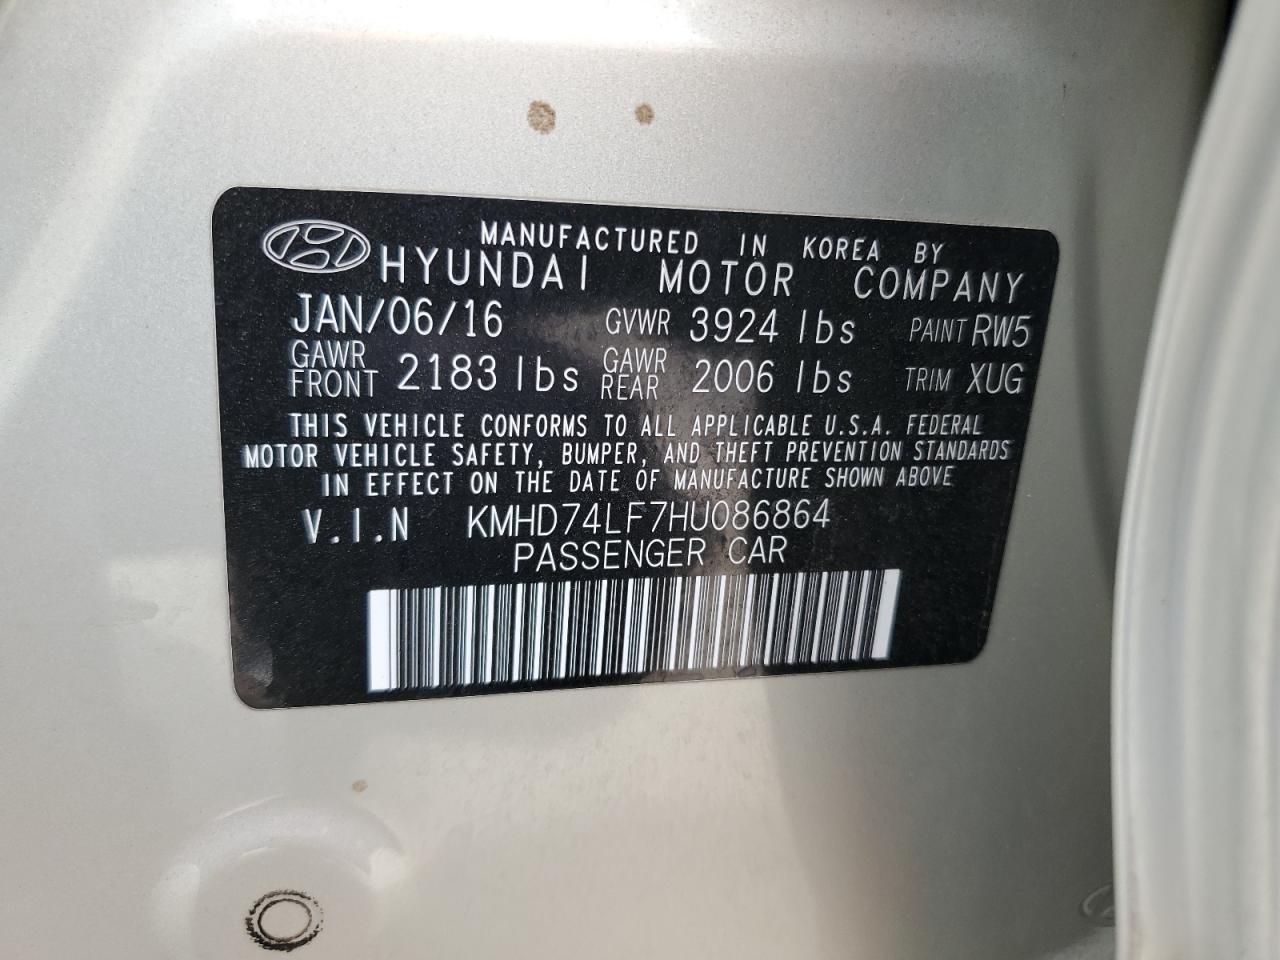 MANUFACTURED IN KOREA BY
HYUNDAI MOTOR COMPANY
JAN/06/16 GVWR 3924 lbs PAINT RW5
GAWR FRONT 2183 lbs GAWR REAR 2006 lbs TRIM XUG
THIS VEHICLE CONFORMS TO ALL APPLICABLE U.S.A. FEDERAL
MOTOR VEHICLE SAFETY, BUMPER, AND THEFT PREVENTION STANDARDS
IN EFFECT ON THE DATE OF MANUFACTURE SHOWN ABOVE
V.I.N KMHD74LF7HU086864
PASSENGER CAR